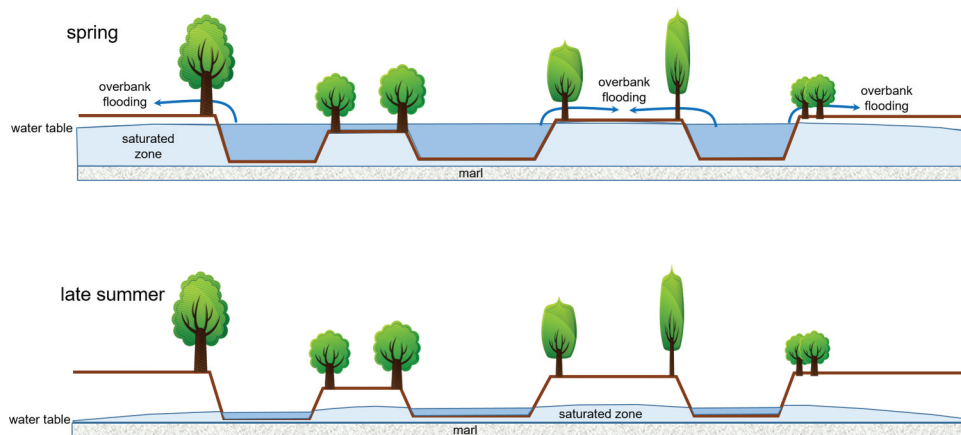 spring
overbank
flooding
overbank
flooding
overbank
flooding
water table
saturated
zone
marl
late summer
water table
saturated zone
marl